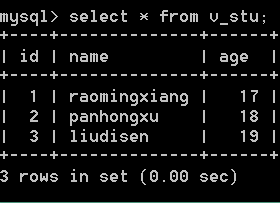 mysql> select * from v_stu;
+----+--------------+------+
| id | name         | age  |
+----+--------------+------+
|  1 | raomingxiang |   17 |
|  2 | panhongxu    |   18 |
|  3 | liudisen     |   19 |
+----+--------------+------+
3 rows in set (0.00 sec)